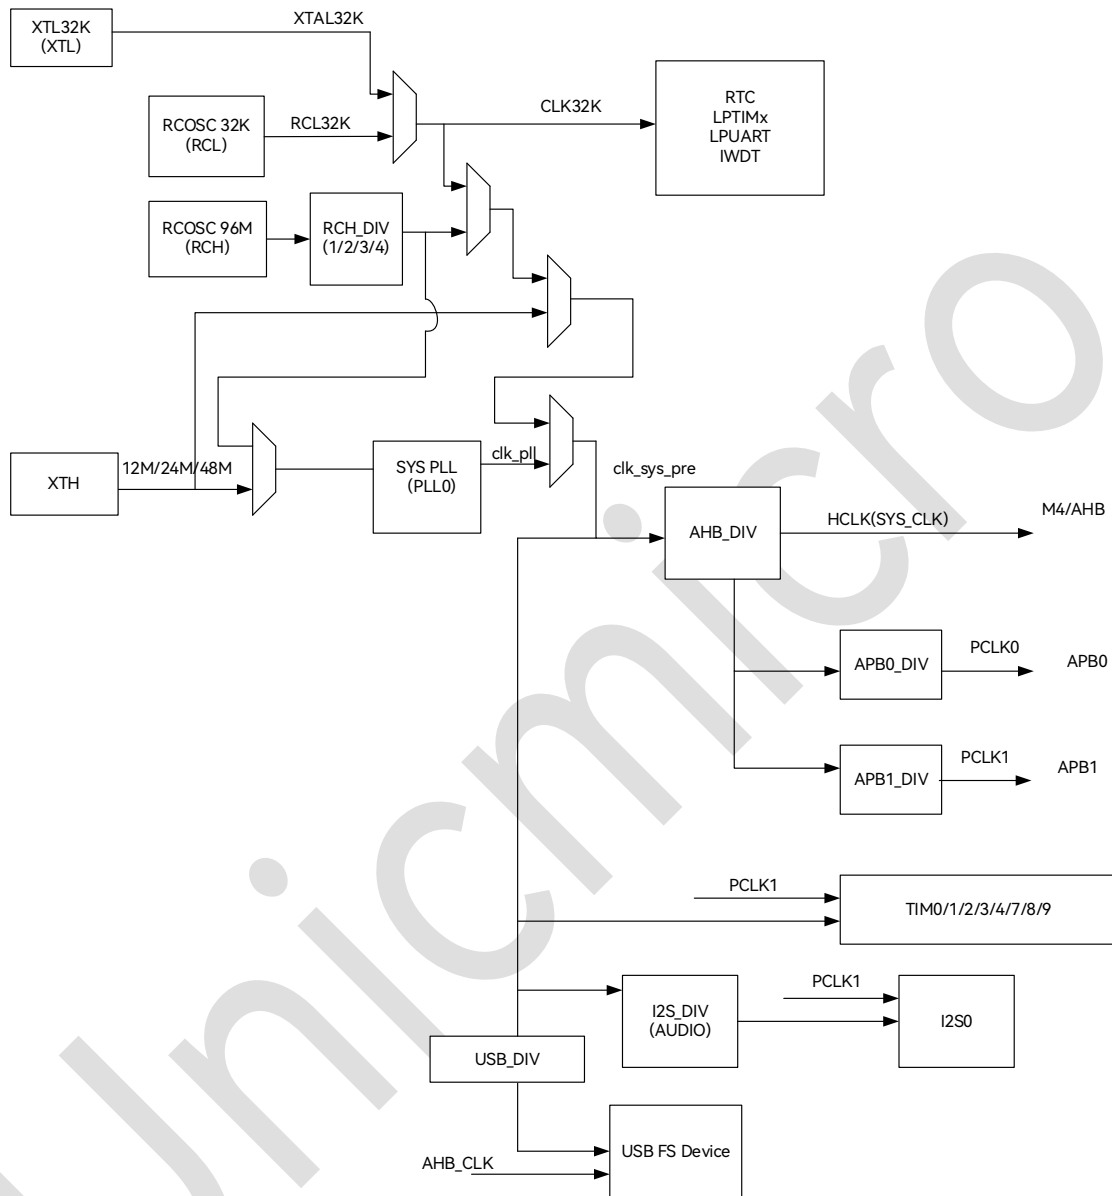 XTL32K
(XTL)
XTAL32K
RCOSC 32K
(RCL)
RCL32K
CLK32K
RTC
LPTIMx
LPUART
IWDT
RCOSC 96M
(RCH)
RCH_DIV
(1/2/3/4)
XTH
12M/24M/48M
SYS PLL
(PLL0)
clk_pll
clk_sys_pre
AHB_DIV
HCLK(SYS_CLK)
M4/AHB
APB0_DIV
PCLK0
APB0
APB1_DIV
PCLK1
APB1
PCLK1
TIM0/1/2/3/4/7/8/9
I2S_DIV
(AUDIO)
PCLK1
I2S0
USB_DIV
USB FS Device
AHB_CLK
Unicmicro